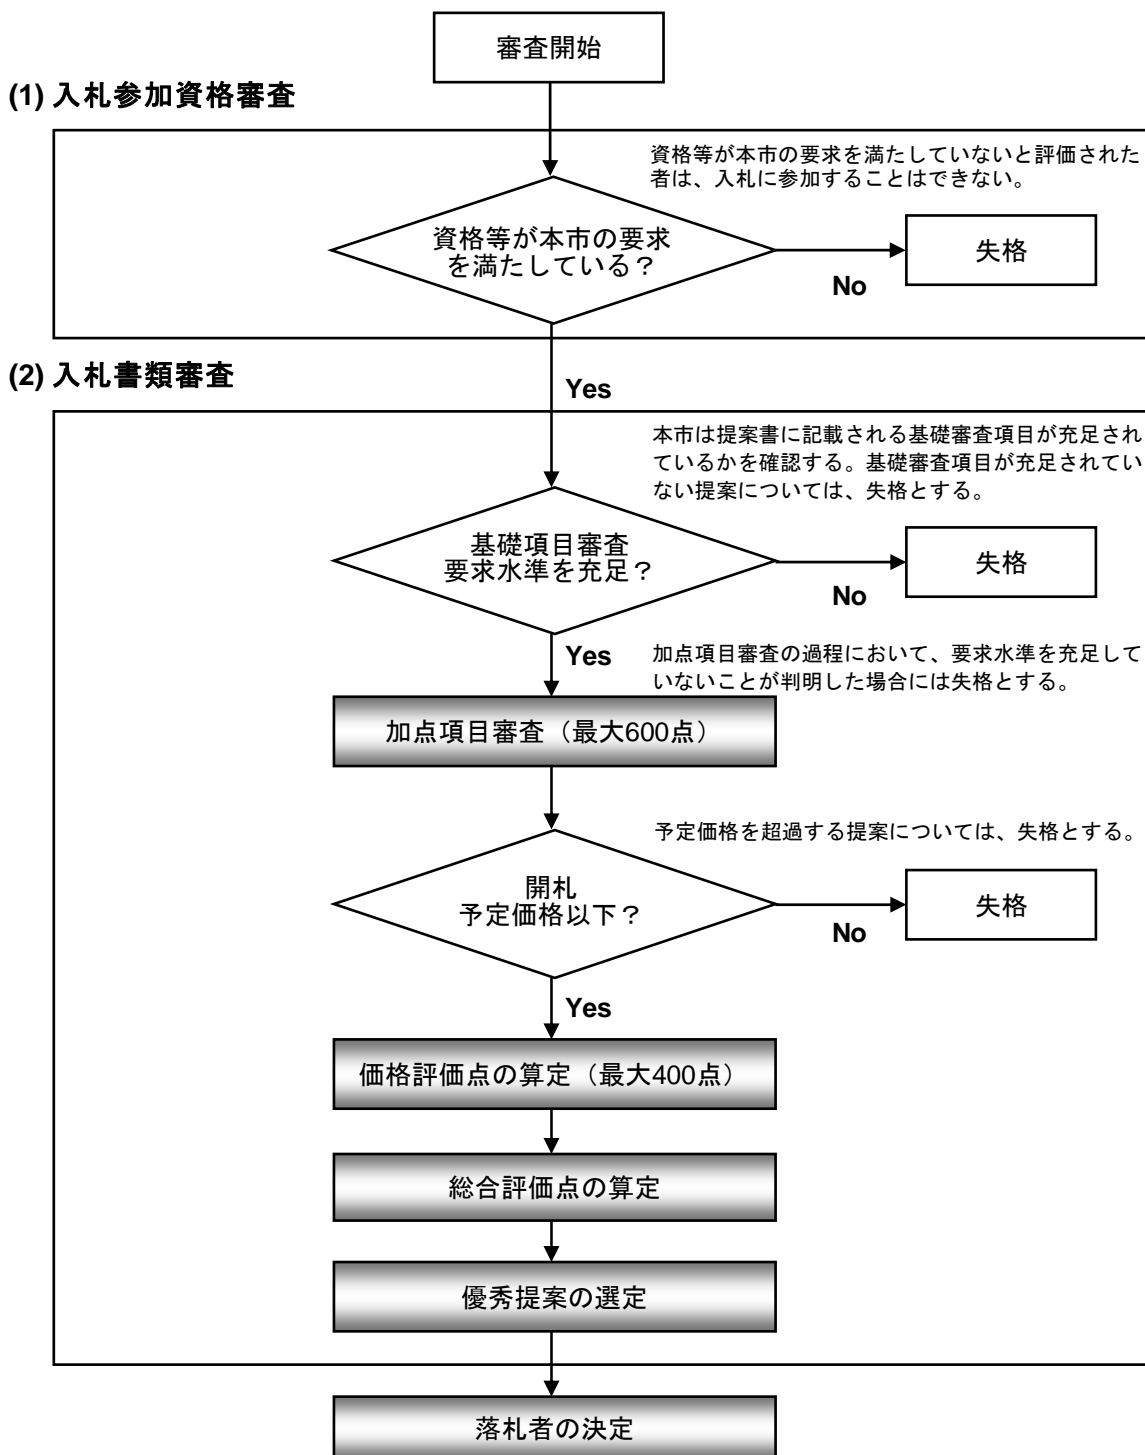 審査開始
(1) 入札参加資格審査
資格等が本市の要求を満たしていないと評価された
者は、入札に参加することはできない。
資格等が本市の要求
を満たしている？
失格
No
(2) 入札書類審査
Yes
本市は提案書に記載される基礎審査項目が充足され
ているかを確認する。基礎審査項目が充足されてい
ない提案については、失格とする。
基礎項目審査
要求水準を充足？
失格
No
Yes
加点項目審査の過程において、要求水準を充足して
いないことが判明した場合には失格とする。
加点項目審査（最大600点）
予定価格を超過する提案については、失格とする。
開札
予定価格以下？
失格
No
Yes
価格評価点の算定（最大400点）
総合評価点の算定
優秀提案の選定
落札者の決定